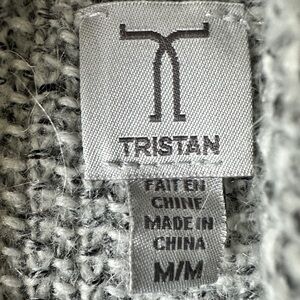 TRISTAN
FAIT EN
CHINE
MADE IN
CHINA
M/M